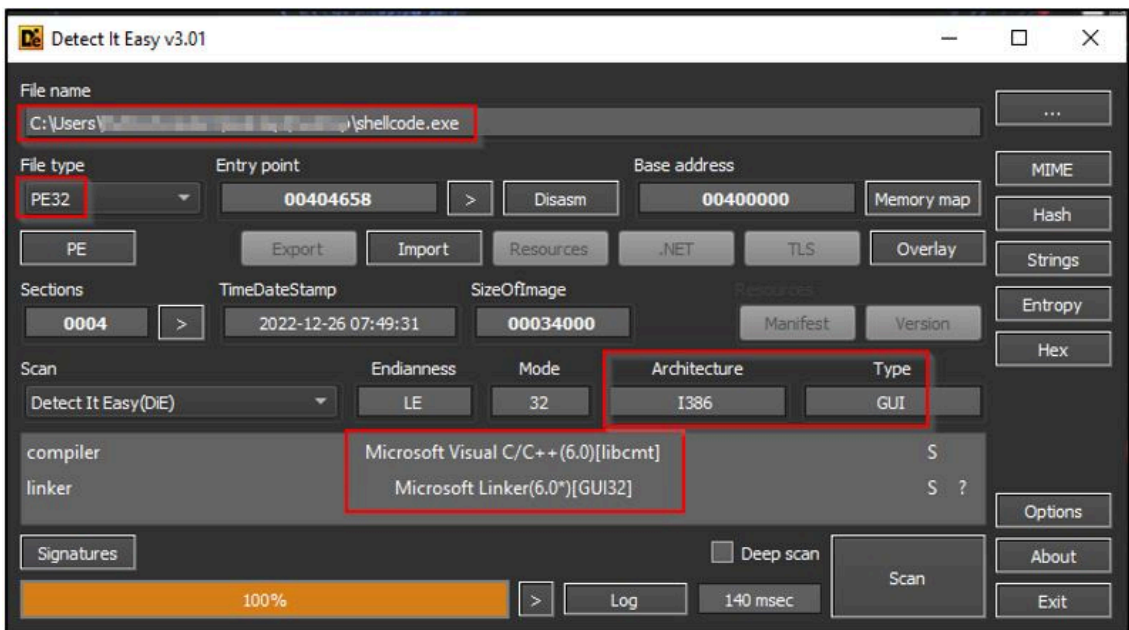 Detect It Easy v3.01
File name
C:\Users\ \shellcode.exe
...
File type Entry point Base address
MIME
PE32 00404658 > Disasm 00400000 Memory map
Hash
PE Export Import Resources .NET TLS Overlay
Strings
Sections TimeDateStamp SizeOfImage Resources
Entropy
0004 > 2022-12-26 07:49:31 00034000 Manifest Version
Hex
Scan Endianness Mode Architecture Type
Detect It Easy(DiE) LE 32 I386 GUI
compiler Microsoft Visual C/C++(6.0)[libcmt] S
linker Microsoft Linker(6.0*)[GUI32] S ?
Options
Signatures Deep scan Scan About
100% > Log 140 msec Exit